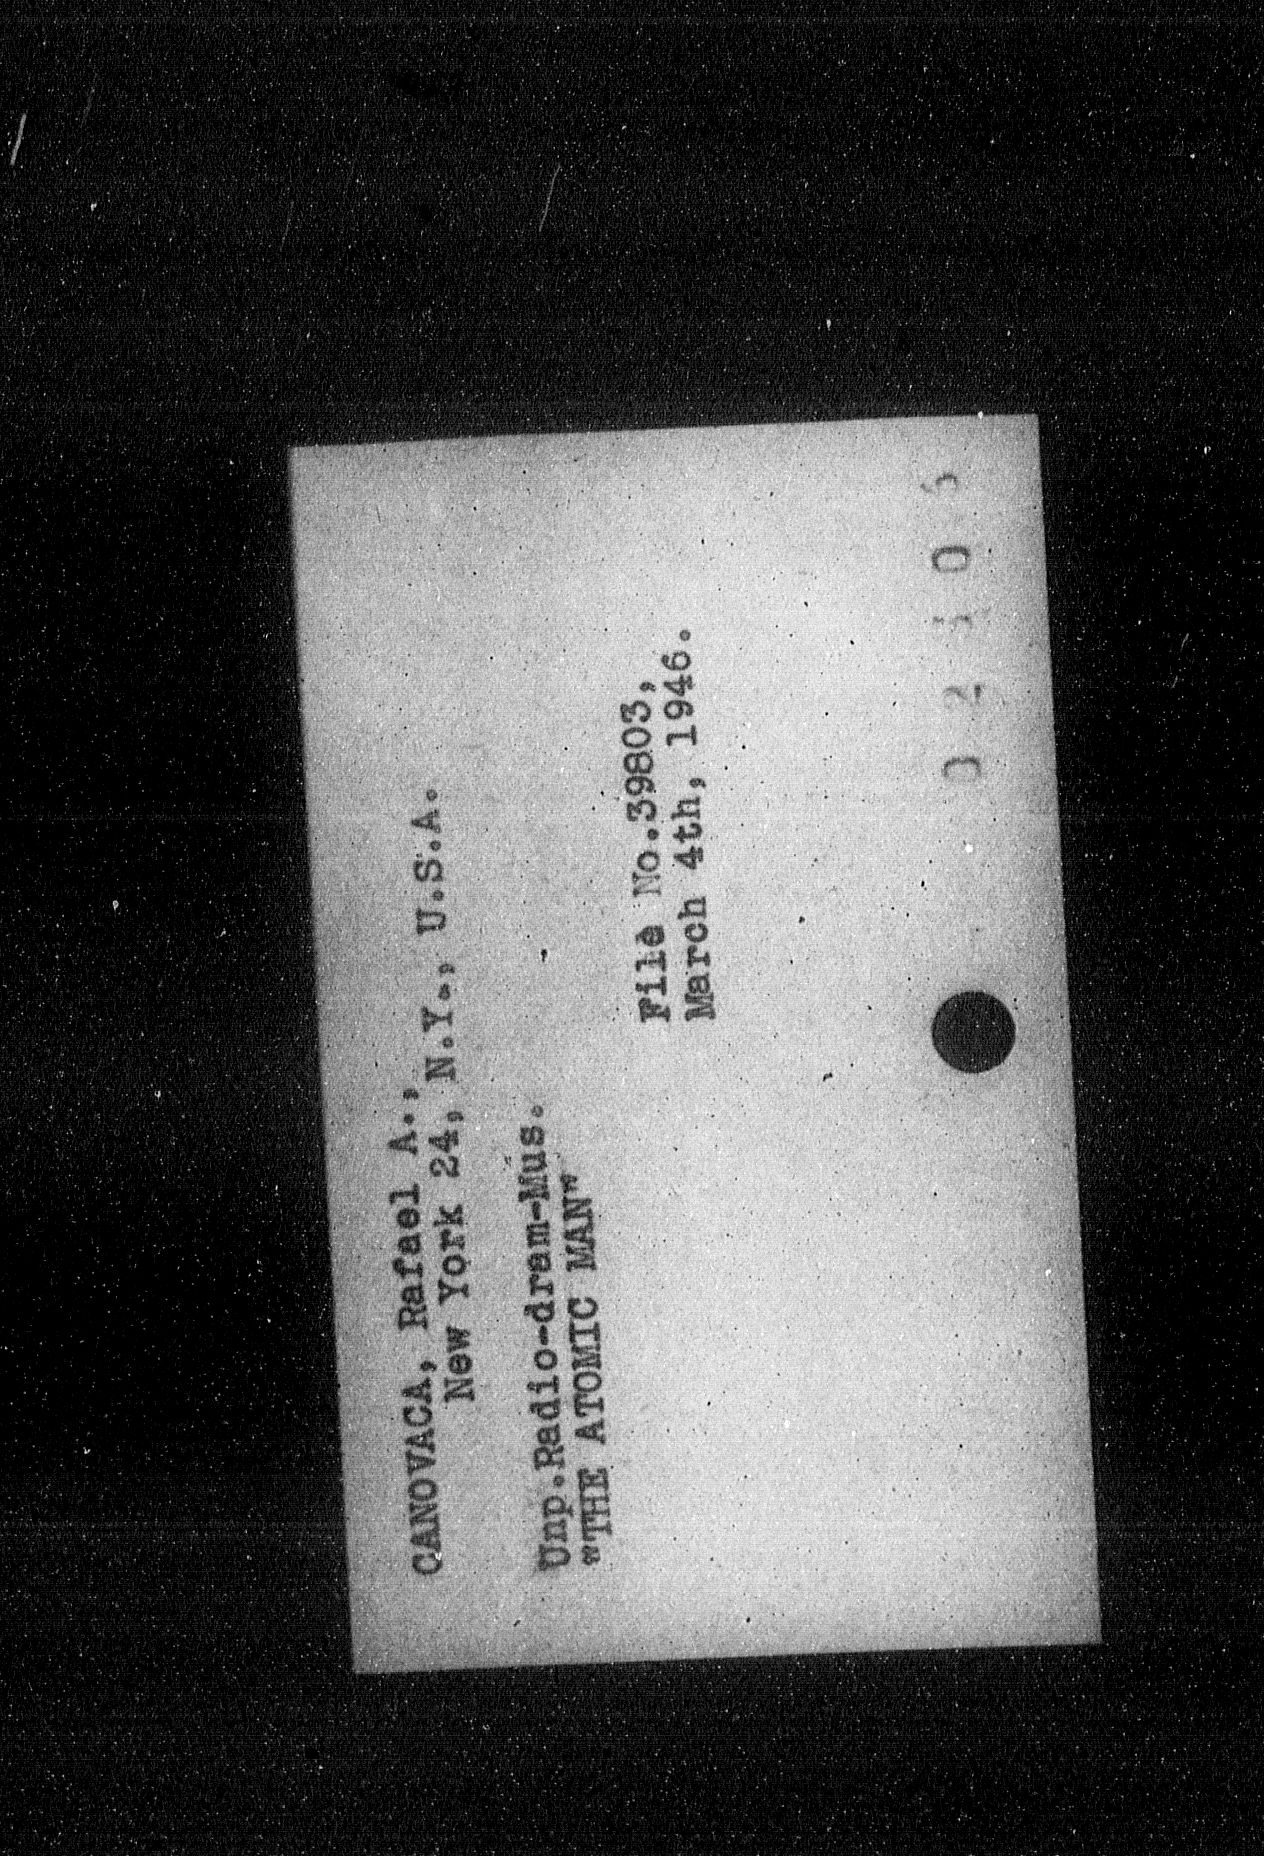 CANOVACA, Rafael A.,
New York 24, N.Y., U.S.A.
Unp.Radio-dram-Mus.
"THE ATOMIC MAN"
File No.39803,
March 4th, 1946.